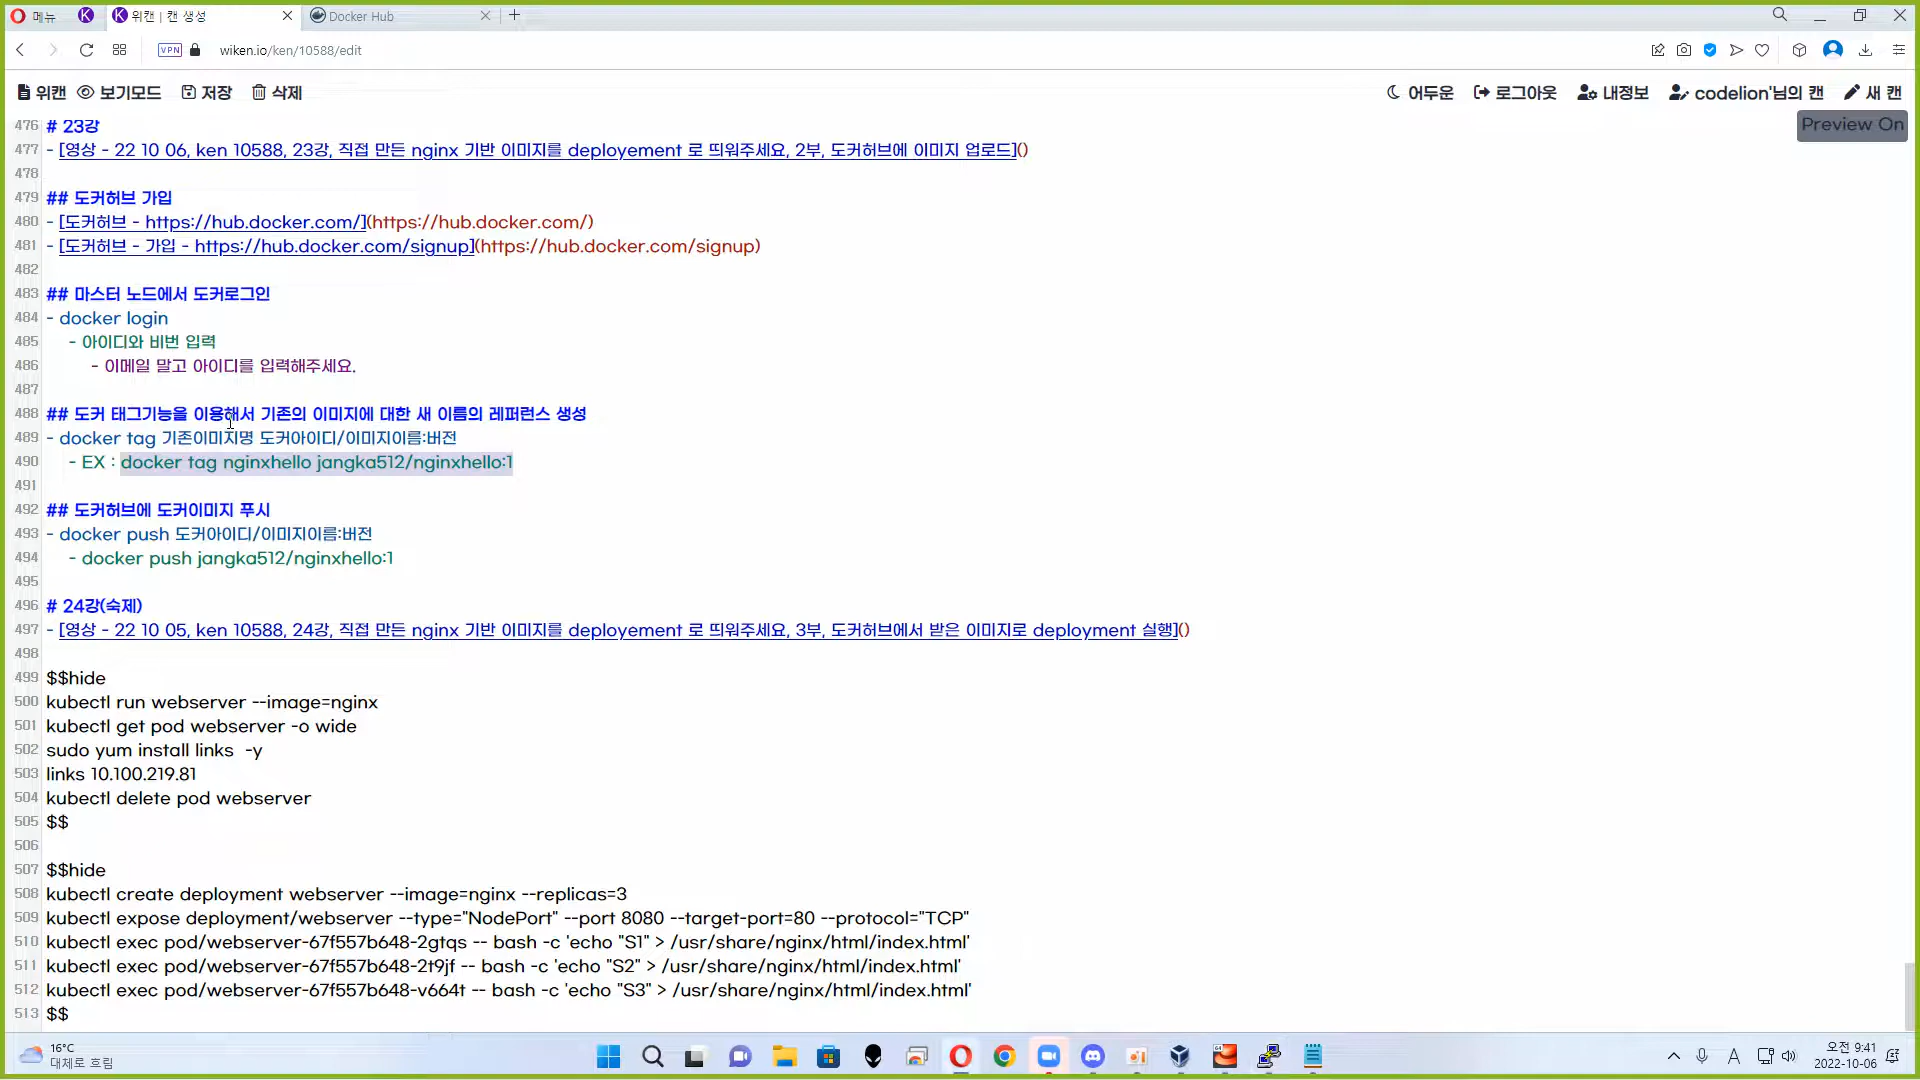 메뉴
위캔 | 캔 생성
Docker Hub
VPN
wiken.io/ken/10588/edit
위캔 보기모드 저장 삭제
어두운 로그아웃 내정보 codelion'님의 캔 새 캔
Preview On
476 # 23강
477 - [영상 - 22 10 06, ken 10588, 23강, 직접 만든 nginx 기반 이미지를 deployement 로 띄워주세요, 2부, 도커허브에 이미지 업로드]()
478
479 ## 도커허브 가입
480 - [도커허브 - https://hub.docker.com/](https://hub.docker.com/)
481 - [도커허브 - 가입 - https://hub.docker.com/signup](https://hub.docker.com/signup)
482
483 ## 마스터 노드에서 도커로그인
484 - docker login
485 - 아이디와 비번 입력
486 - 이메일 말고 아이디를 입력해주세요.
487
488 ## 도커 태그기능을 이용해서 기존의 이미지에 대한 새 이름의 레퍼런스 생성
489 - docker tag 기존이미지명 도커아이디/이미지이름:버전
490 - EX : docker tag nginxhello jangka512/nginxhello:1
491
492 ## 도커허브에 도커이미지 푸시
493 - docker push 도커아이디/이미지이름:버전
494 - docker push jangka512/nginxhello:1
495
496 # 24강(숙제)
497 - [영상 - 22 10 05, ken 10588, 24강, 직접 만든 nginx 기반 이미지를 deployement 로 띄워주세요, 3부, 도커허브에서 받은 이미지로 deployment 실행]()
498
499 $$hide
500 kubectl run webserver --image=nginx
501 kubectl get pod webserver -o wide
502 sudo yum install links  -y
503 links 10.100.219.81
504 kubectl delete pod webserver
505 $$
506
507 $$hide
508 kubectl create deployment webserver --image=nginx --replicas=3
509 kubectl expose deployment/webserver --type="NodePort" --port 8080 --target-port=80 --protocol="TCP"
510 kubectl exec pod/webserver-67f557b648-2gtqs -- bash -c 'echo "S1" > /usr/share/nginx/html/index.html'
511 kubectl exec pod/webserver-67f557b648-2t9jf -- bash -c 'echo "S2" > /usr/share/nginx/html/index.html'
512 kubectl exec pod/webserver-67f557b648-v664t -- bash -c 'echo "S3" > /usr/share/nginx/html/index.html'
513 $$
16°C
대체로 흐림
A
오전 9:41
2022-10-06